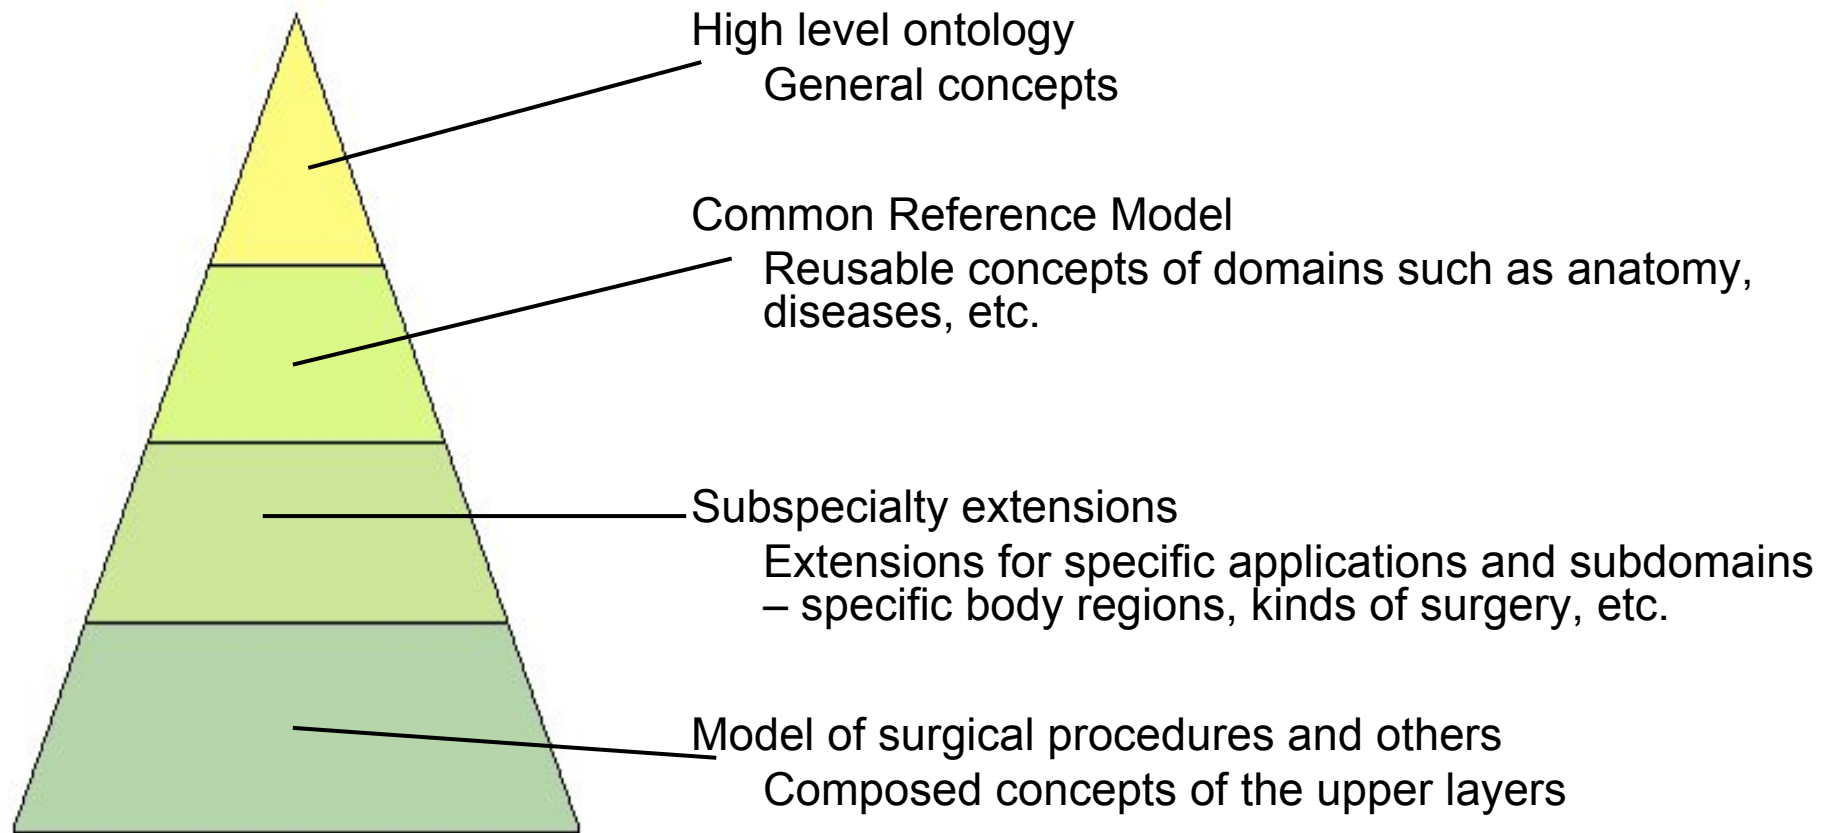 High level ontology
General concepts
Common Reference Model
Reusable concepts of domains such as anatomy,
diseases, etc.
Subspecialty extensions
Extensions for specific applications and subdomains
– specific body regions, kinds of surgery, etc.
Model of surgical procedures and others
Composed concepts of the upper layers